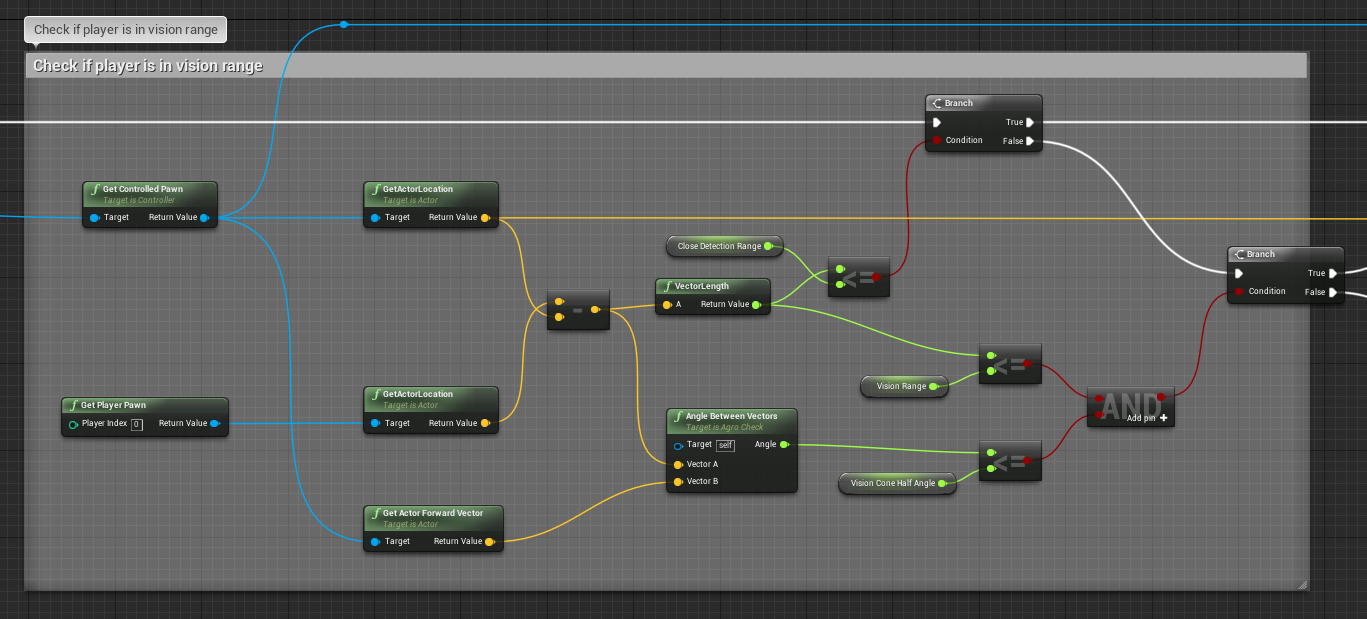 Check if player is in vision range
Check if player is in vision range
Branch
True
Condition
False
Get Controlled Pawn
Target is Controller
Target
Return Value
GetActorLocation
Target is Actor
Target
Return Value
Close Detection Range
<=
Branch
True
Condition
False
VectorLength
A
Return Value
-
Vision Range
<=
Get Player Pawn
Player Index
0
Return Value
GetActorLocation
Target is Actor
Target
Return Value
Angle Between Vectors
Target is Agro Check
Target
self
Angle
Vector A
Vector B
AND
Add pin +
<=
Vision Cone Half Angle
Get Actor Forward Vector
Target is Actor
Target
Return Value